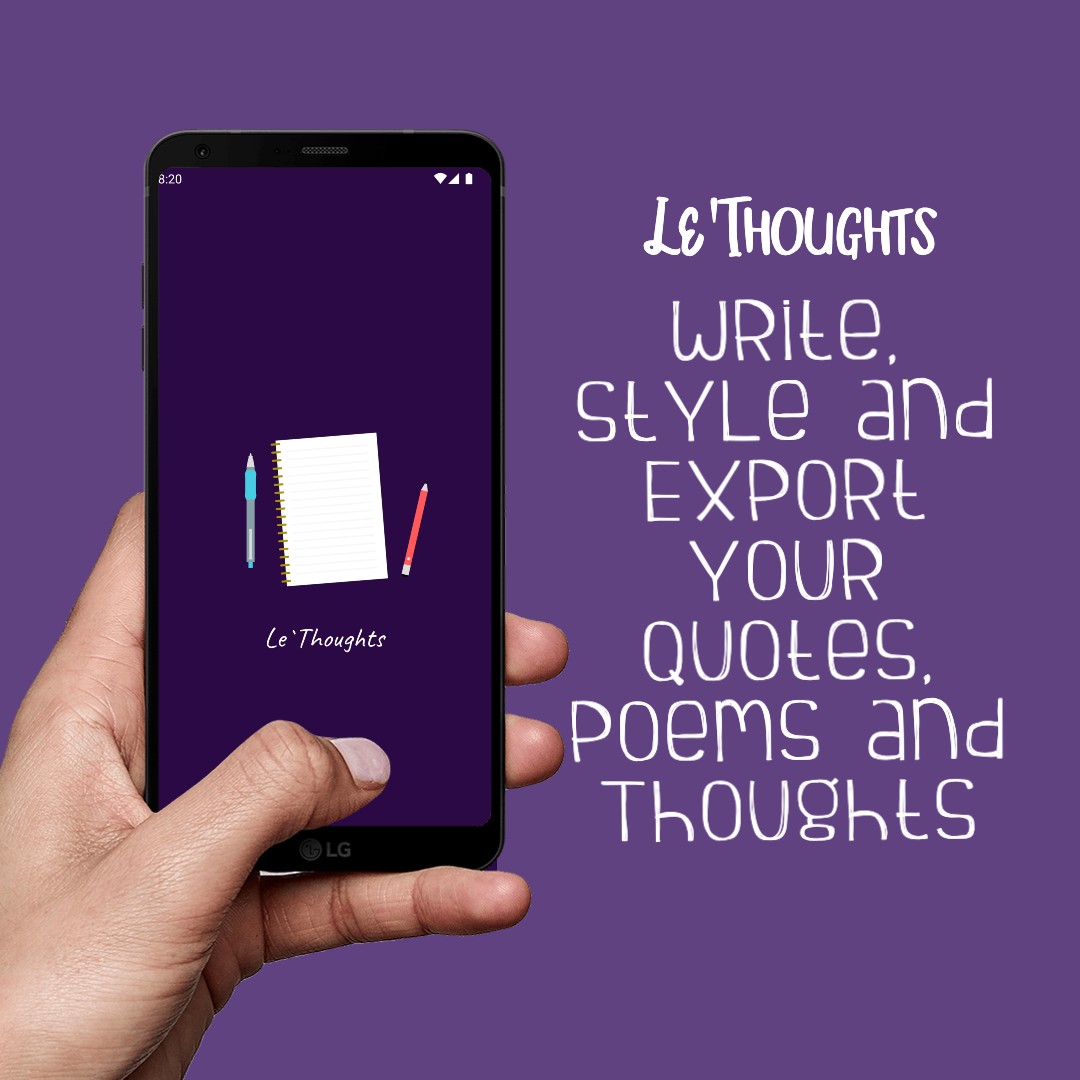 8:20
Le`Thoughts
LG
Le'Thoughts
Write,
Style and
Export
Your
Quotes,
Poems and
Thoughts